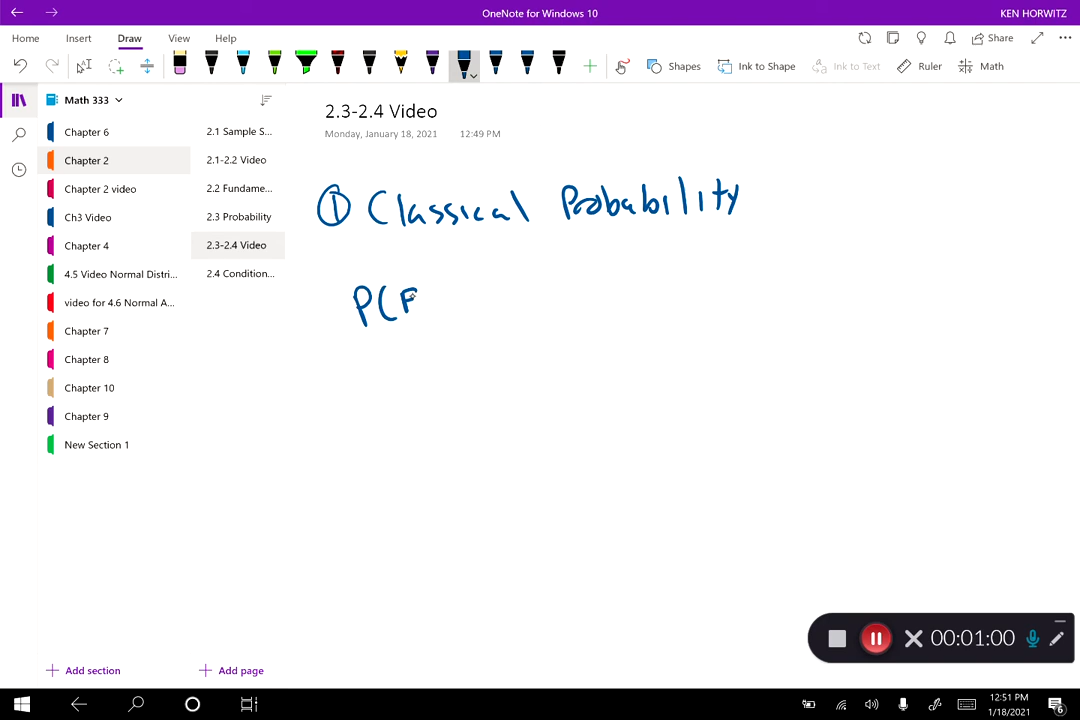 OneNote for Windows 10
KEN HORWITZ
Home Insert Draw View Help
Share
Shapes Ink to Shape Ink to Text Ruler Math
Math 333
Chapter 6
Chapter 2
Chapter 2 video
Ch3 Video
Chapter 4
4.5 Video Normal Distri...
video for 4.6 Normal A...
Chapter 7
Chapter 8
Chapter 10
Chapter 9
New Section 1
Add section
2.1 Sample S...
2.1-2.2 Video
2.2 Fundame...
2.3 Probability
2.3-2.4 Video
2.4 Condition...
Add page
2.3-2.4 Video
Monday, January 18, 2021 12:49 PM
① Classical Probability
P(F
00:01:00
12:51 PM
1/18/2021
6